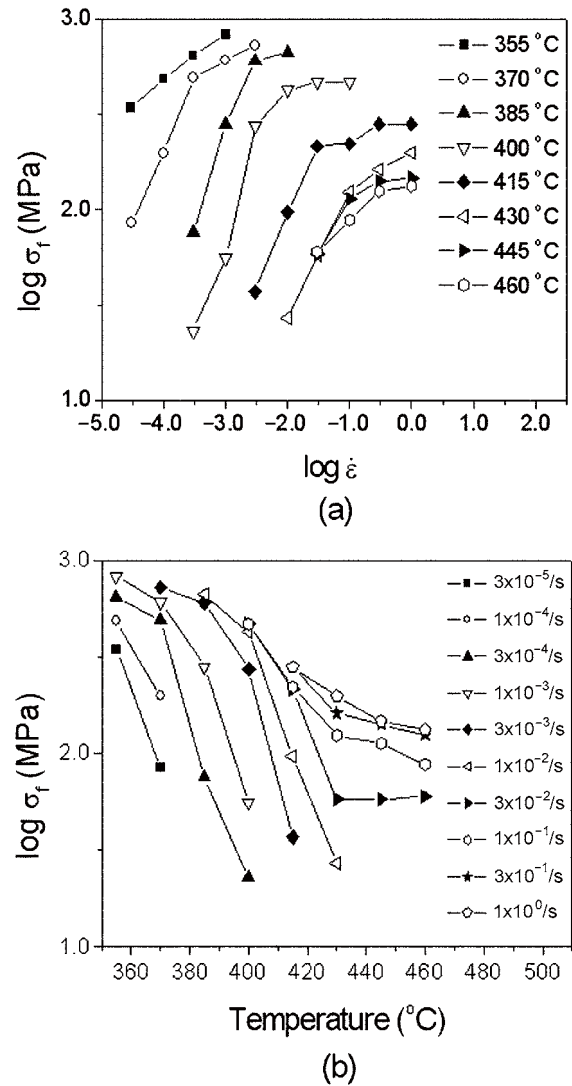 3.0
2.0
1.0
log σf (MPa)
355 °C
370 °C
385 °C
400 °C
415 °C
430 °C
445 °C
460 °C
−5.0 −4.0 −3.0 −2.0 −1.0 0.0 1.0 2.0
log ε̇
(a)
3.0
2.0
1.0
log σf (MPa)
3x10⁻⁵/s
1x10⁻⁴/s
3x10⁻⁴/s
1x10⁻³/s
3x10⁻³/s
1x10⁻²/s
3x10⁻²/s
1x10⁻¹/s
3x10⁻¹/s
1x10⁰/s
360 380 400 420 440 460 480 500
Temperature (°C)
(b)